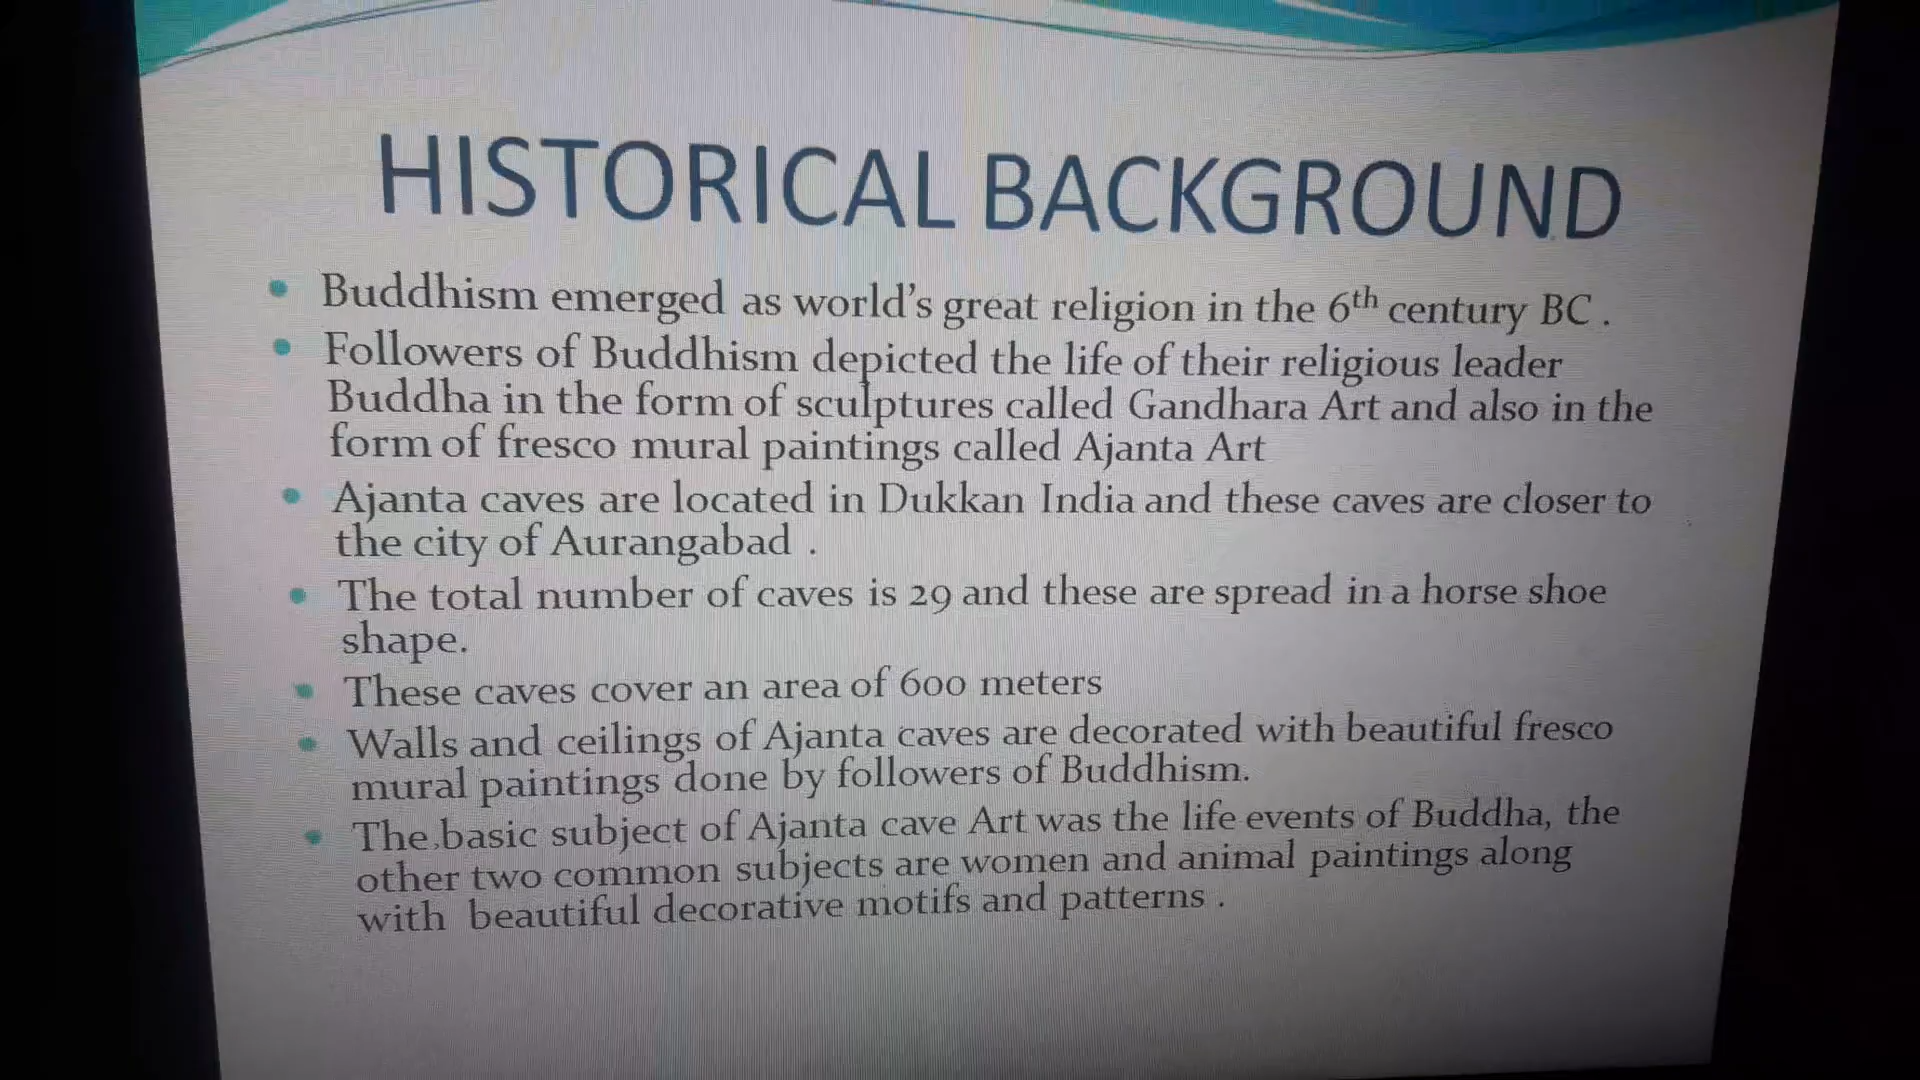 HISTORICAL BACKGROUND
• Buddhism emerged as world's great religion in the 6th century BC .
• Followers of Buddhism depicted the life of their religious leader
Buddha in the form of sculptures called Gandhara Art and also in the
form of fresco mural paintings called Ajanta Art
• Ajanta caves are located in Dukkan India and these caves are closer to
the city of Aurangabad .
• The total number of caves is 29 and these are spread in a horse shoe
shape.
• These caves cover an area of 600 meters
• Walls and ceilings of Ajanta caves are decorated with beautiful fresco
mural paintings done by followers of Buddhism.
• The basic subject of Ajanta cave Art was the life events of Buddha, the
other two common subjects are women and animal paintings along
with beautiful decorative motifs and patterns .